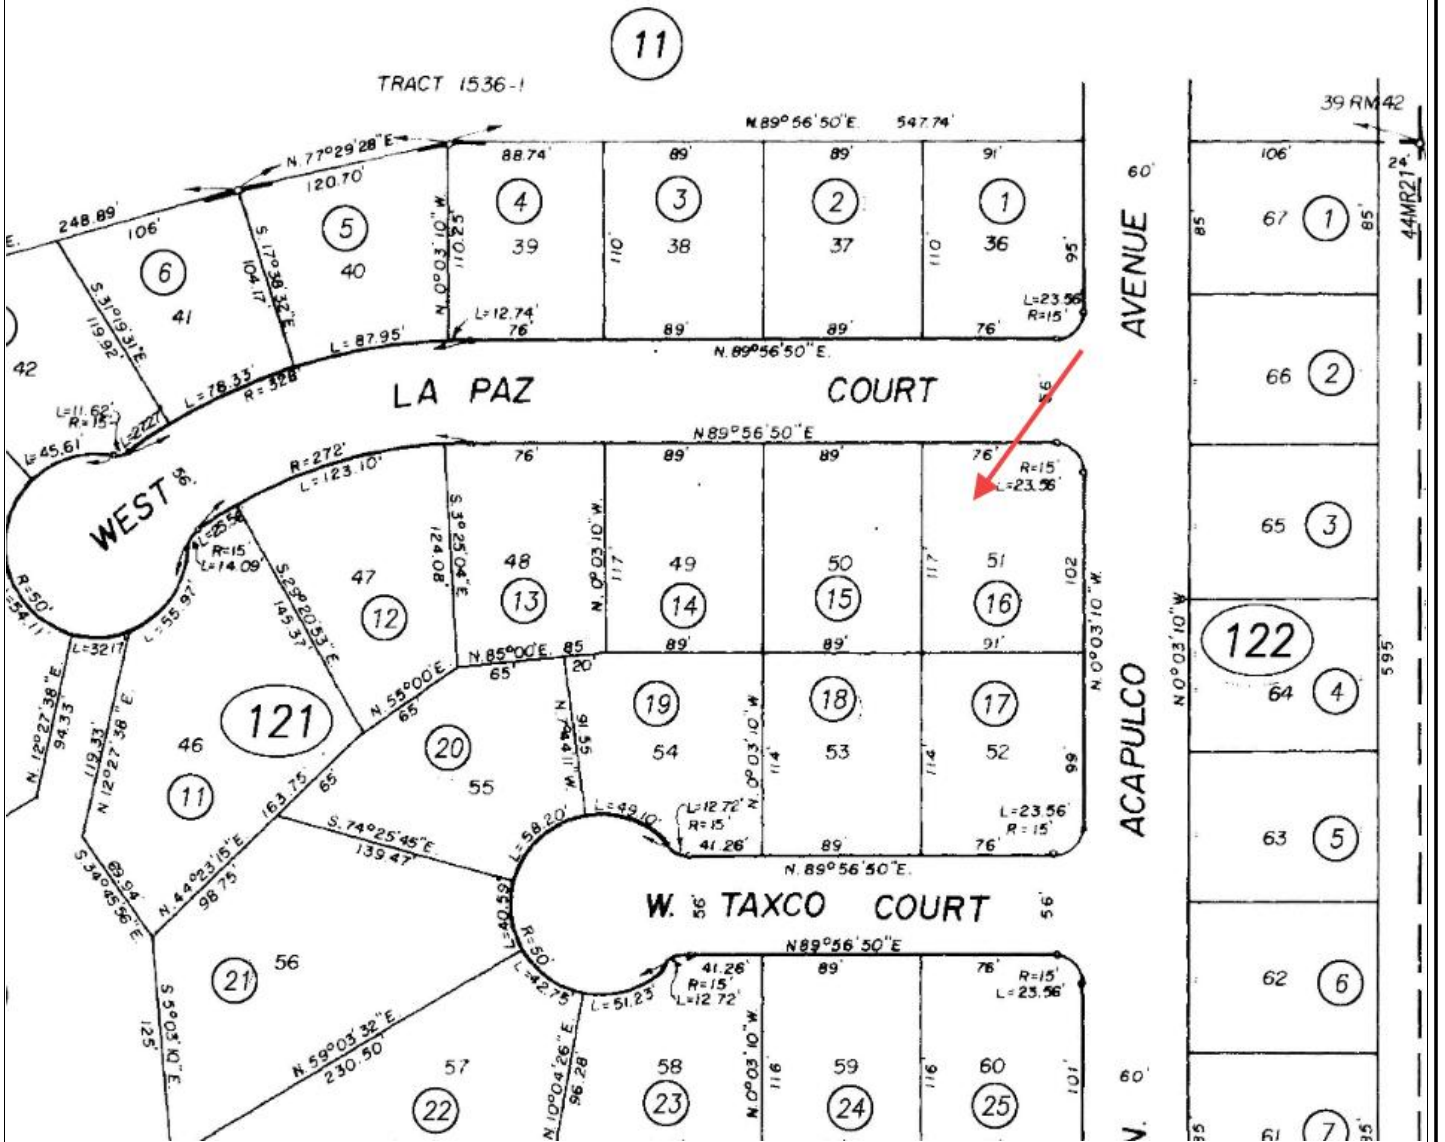 11
TRACT 1536-1
39 RM 42
N.89°56'50"E. 547.74'
N.77°29'28"E.
120.70'
88.74'
89'
89'
91'
60'
106'
24'
44MR21
248.89'
106'
E.
6
41
5
40
4
39
3
38
2
37
1
36
67
1
85'
85'
42
S.31°19'31"E.
119.92'
S.17°38'32"E.
104.17'
N.0°03'10"W.
110.25'
110'
110'
95'
L=12.74'
76'
89'
89'
76'
L=23.56'
R=15'
N.89°56'50"E.
L=87.95'
L=78.33'
R=328'
L=11.62'
R=15'
L=45.61'
LA PAZ COURT
56'
AVENUE
66
2
N89°56'50"E
R=272'
L=123.10'
76'
89'
89'
76'
R=15'
L=23.56'
WEST
56'
R=15'
L=14.09'
L=55.97'
R=50'
L=54.11'
L=32.17'
S.29°20'53"E.
145.37'
S.3°25'04"E.
124.08'
N.0°03'10"W.
117'
117'
102
65
3
47
12
48
13
49
14
50
15
51
16
N.0°03'10"W.
N.0°03'10"W
122
595'
N.85°00'E.
85
65'
20'
89'
89'
91'
N.55°00'E.
65'
N.12°27'38"E.
94.33'
119.33'
N.12°27'38"E.
121
46
11
20
55
91.55
19
54
18
53
17
52
N.0°03'10"W
114'
114'
99'
ACAPULCO
64
4
163.75'
65'
S.74°25'45"E.
139.47'
L=58.20'
L=49.10'
L=12.72'
R=15'
41.26'
89'
76'
L=23.56'
R=15'
N.89°56'50"E.
63
5
69.94'
S.34°45'56"E.
N.44°23'15"E.
98.75'
L=40.59'
R=50'
L=42.75'
L=51.23'
W. TAXCO COURT
56'
56'
N89°56'50"E
41.26'
R=15'
L=12.72'
89'
76'
R=15'
L=23.56'
21
56
62
6
S.5°03'10"E.
125'
N.59°03'32"E.
230.50'
N.10°04'26"E.
96.28'
N.0°03'10"W.
116'
116'
101'
60'
57
22
58
23
59
24
60
25
N.
61
7
85'
85'